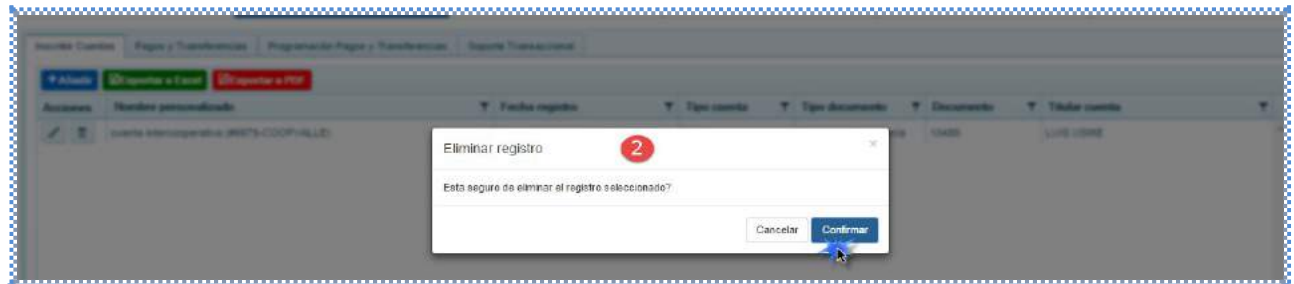 Inscribir Cuentas Pagos y Transferencias Programación Pagos y Transferencias Soporte Transaccional
+Añadir Exportar a Excel Exportar a PDF
Acciones Nombre personalizado Fecha registro Tipo cuenta Tipo documento Documento Titular cuenta
Eliminar registro 2 ×
Esta seguro de eliminar el registro seleccionado?
Cancelar Confirmar